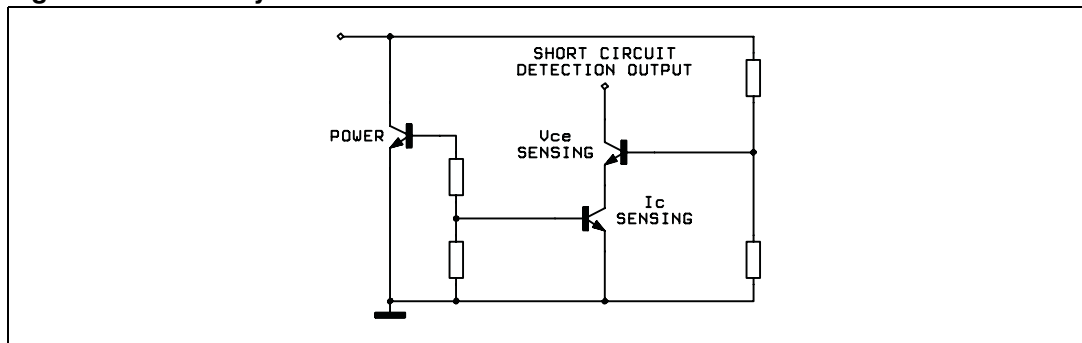 SHORT CIRCUIT
DETECTION OUTPUT
POWER
Vce
SENSING
Ic
SENSING